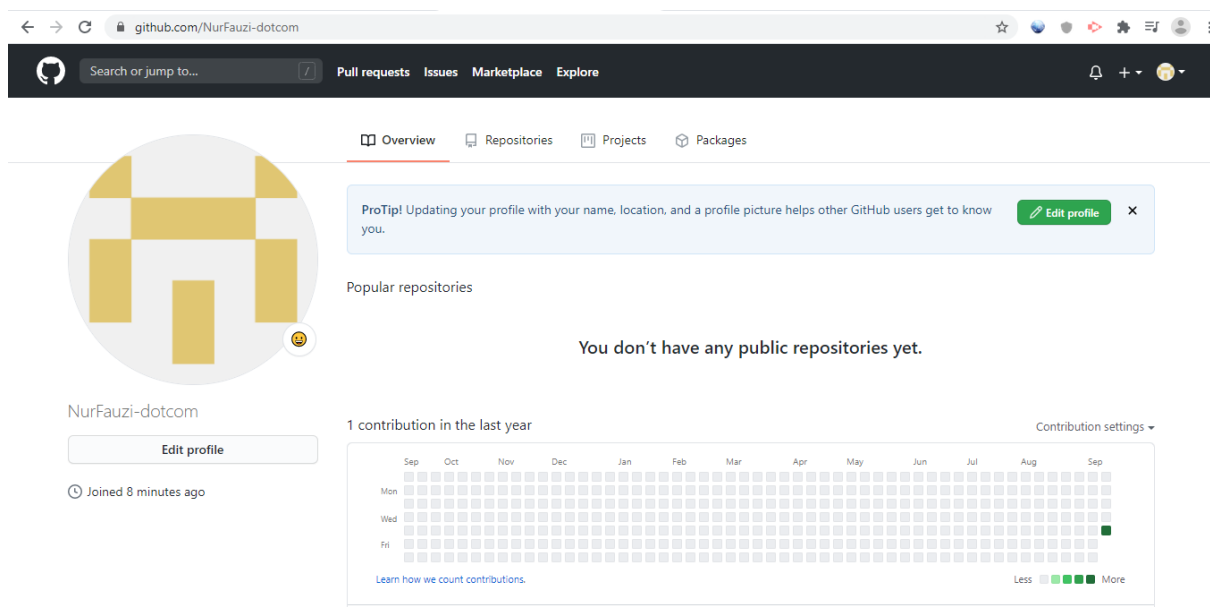 github.com/NurFauzi-dotcom
Search or jump to... /
Pull requests Issues Marketplace Explore
Overview Repositories Projects Packages
ProTip! Updating your profile with your name, location, and a profile picture helps other GitHub users get to know
you.
Edit profile
Popular repositories
You don't have any public repositories yet.
NurFauzi-dotcom
Edit profile
Joined 8 minutes ago
1 contribution in the last year
Contribution settings
Sep Oct Nov Dec Jan Feb Mar Apr May Jun Jul Aug Sep
Mon
Wed
Fri
Learn how we count contributions.
Less More